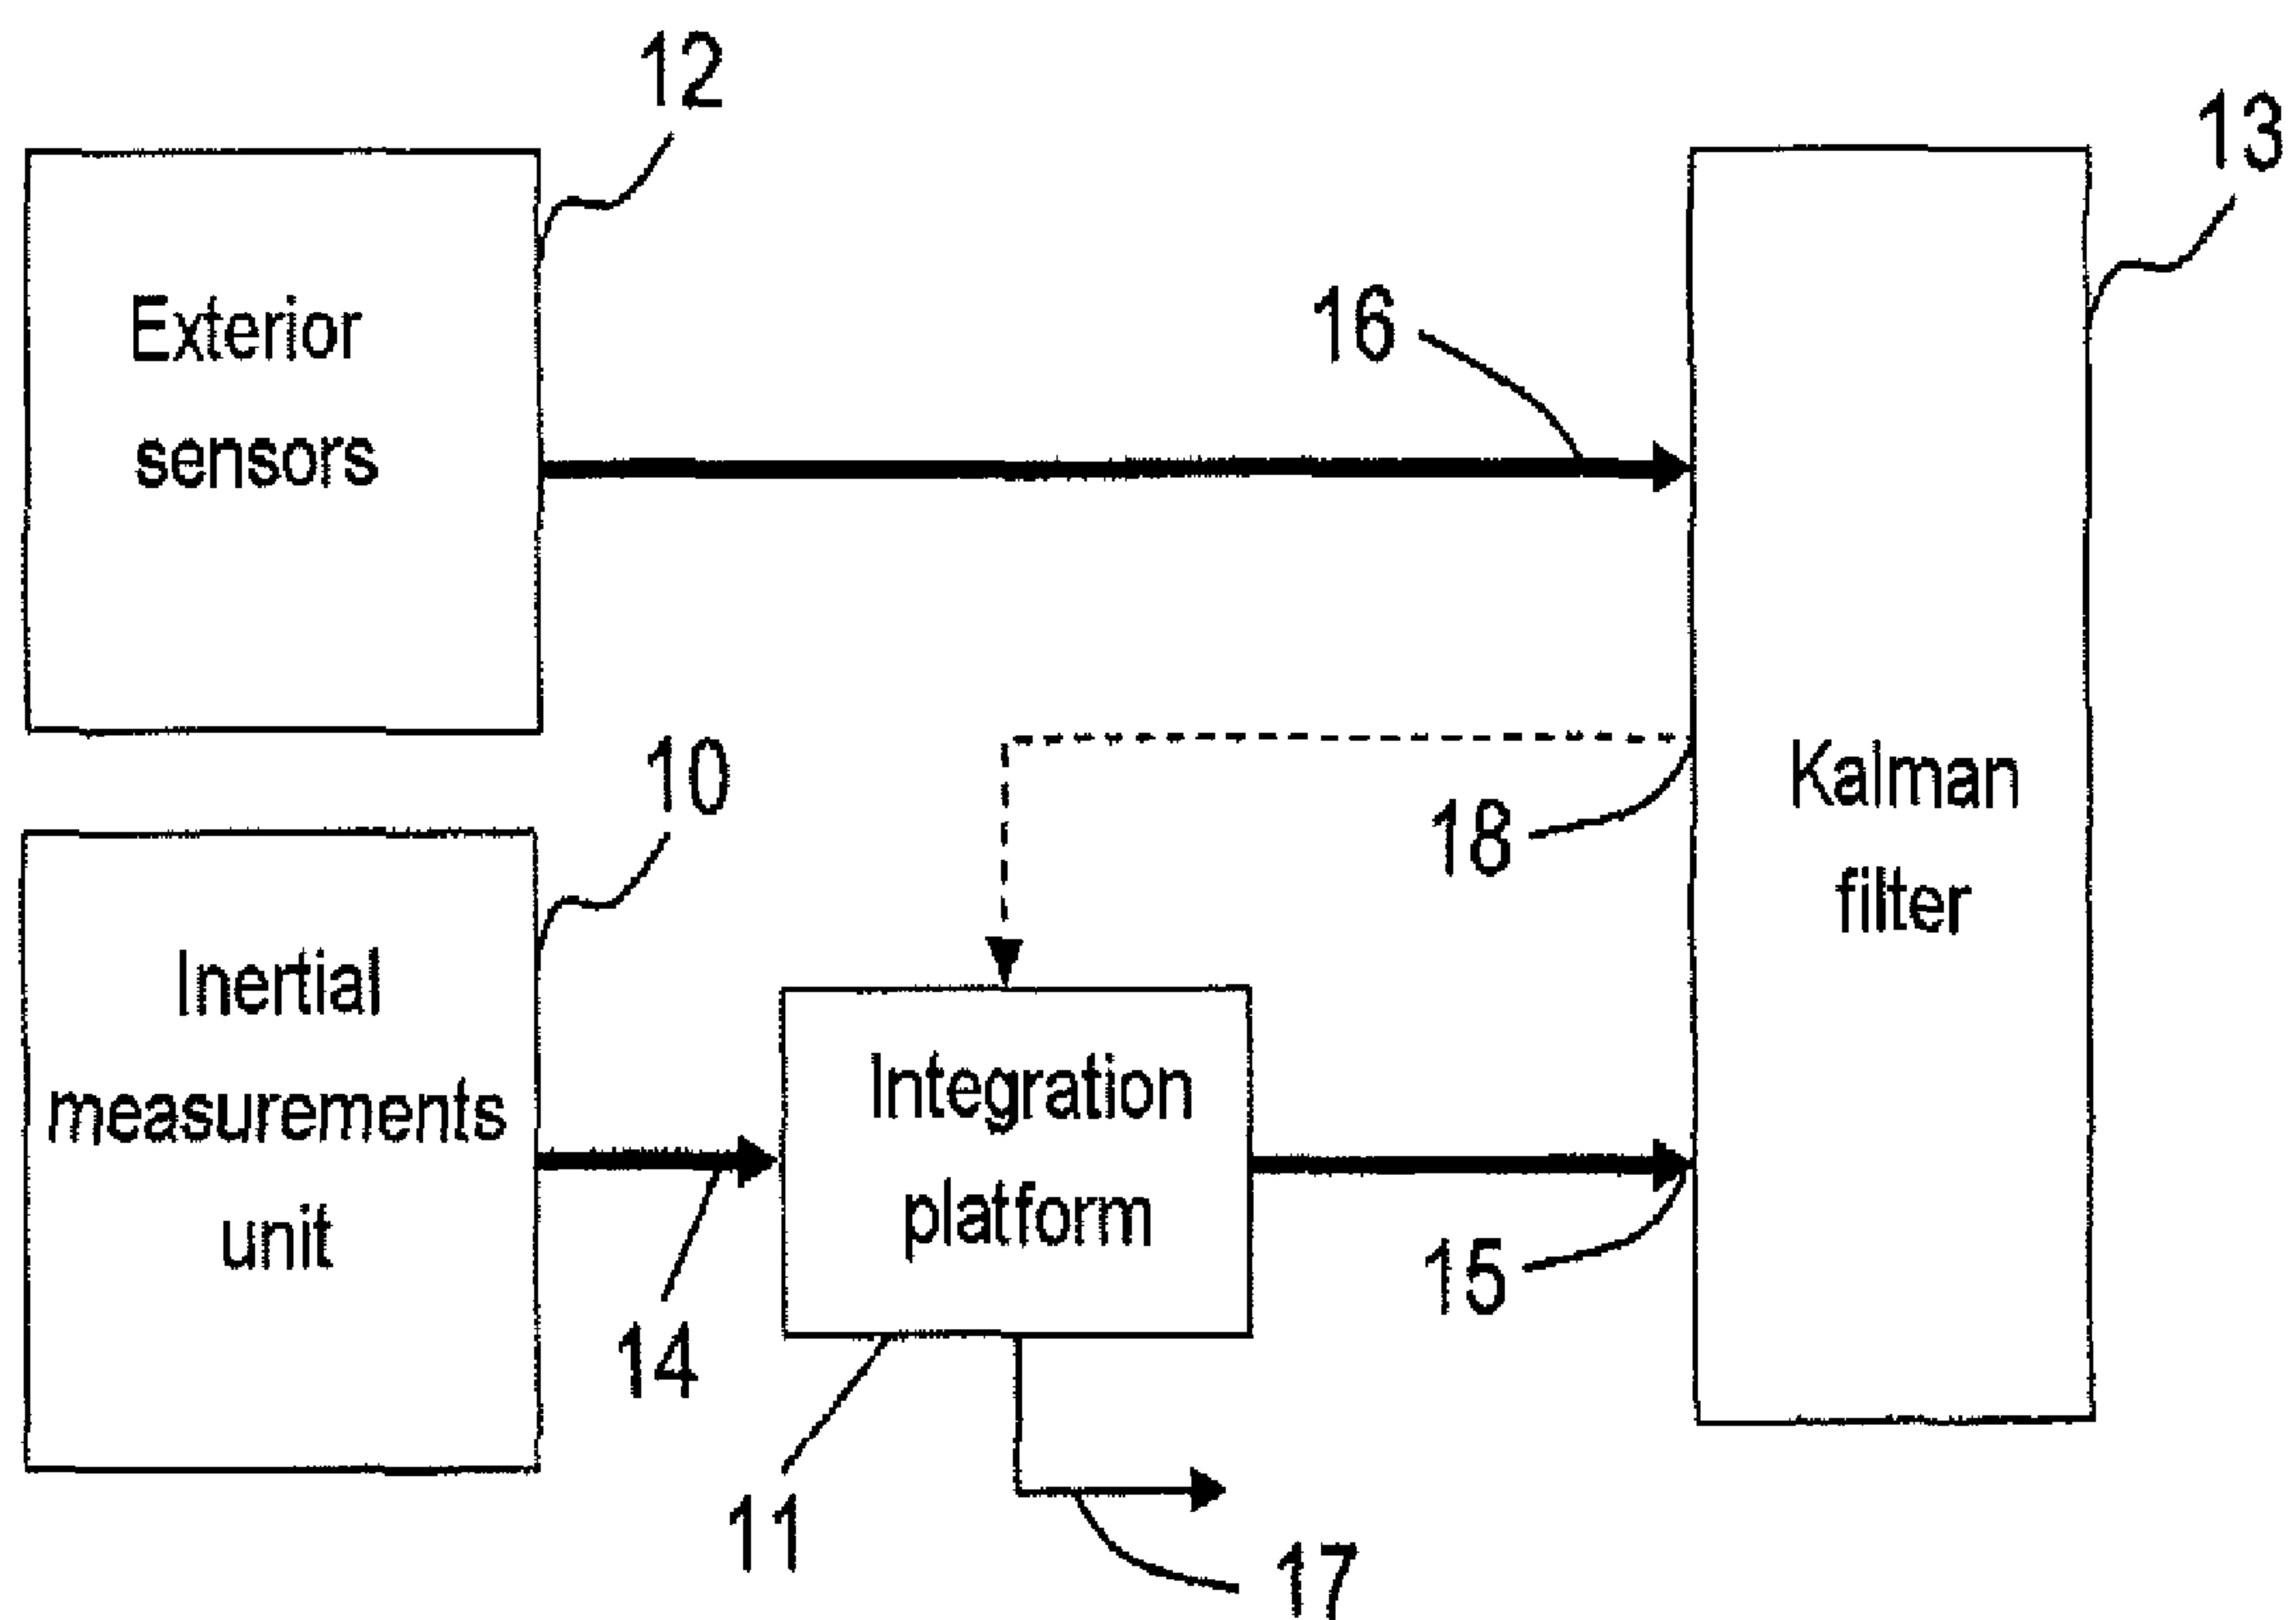 12
13
Exterior
sensors
16
10
18
Kalman
filter
Inertial
measurements
unit
Integration
platform
14
15
11
17